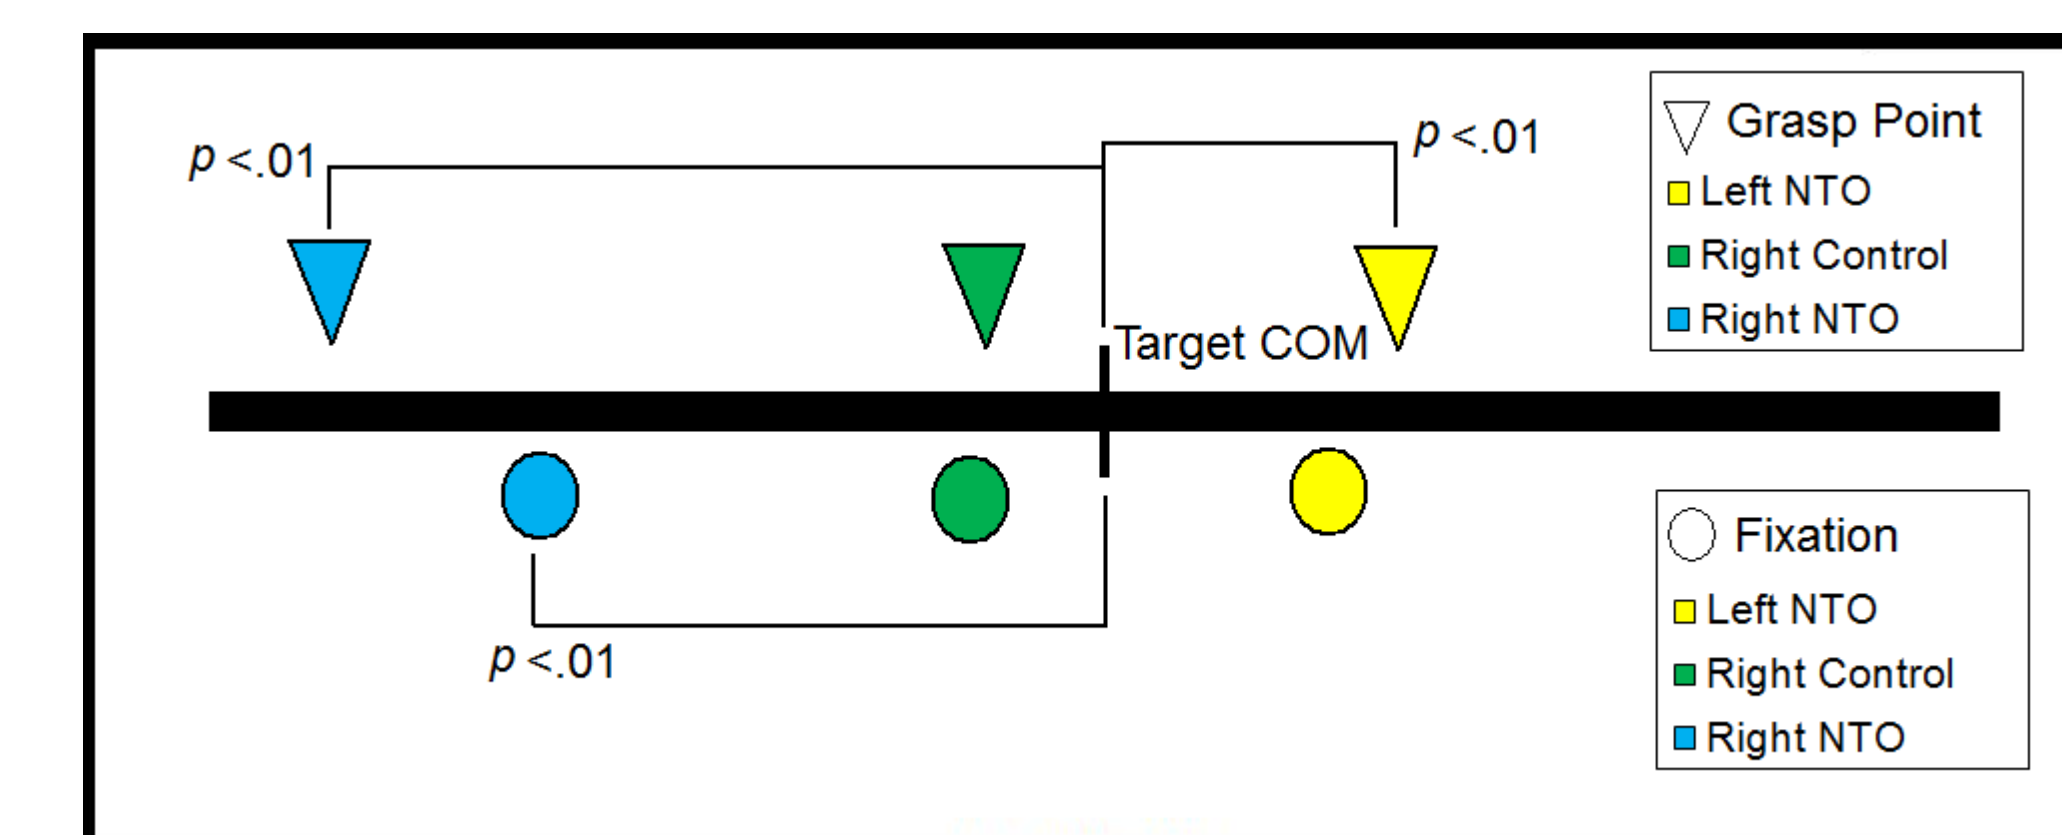 p <.01
p <.01
Target COM
Grasp Point
Left NTO
Right Control
Right NTO
p <.01
Fixation
Left NTO
Right Control
Right NTO